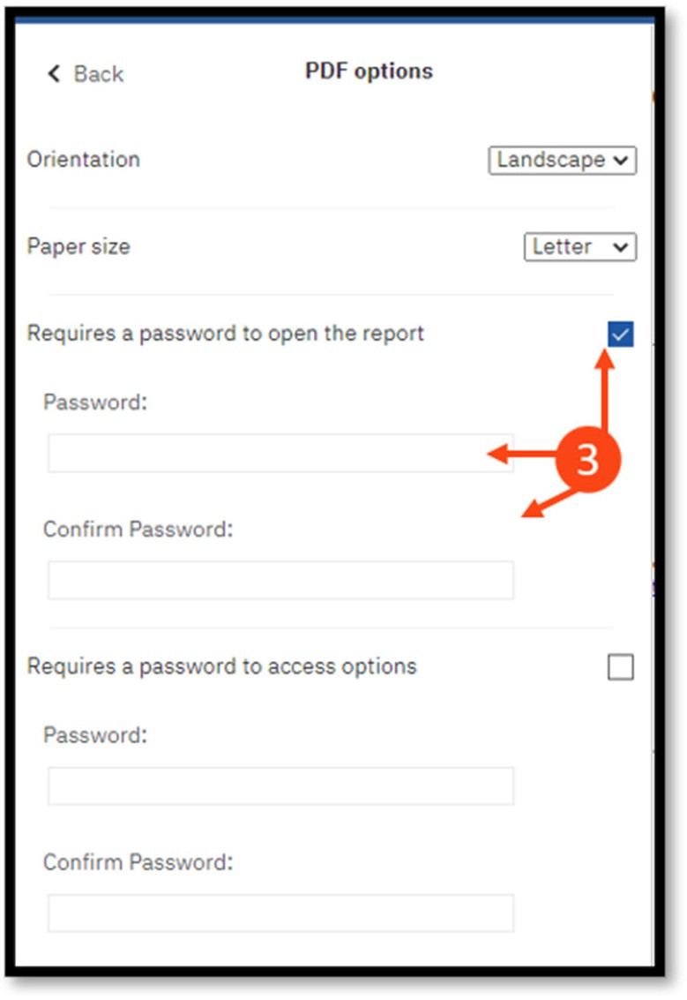 Back
PDF options
Orientation
Landscape
Paper size
Letter
Requires a password to open the report
Password:
3
Confirm Password:
Requires a password to access options
Password:
Confirm Password: